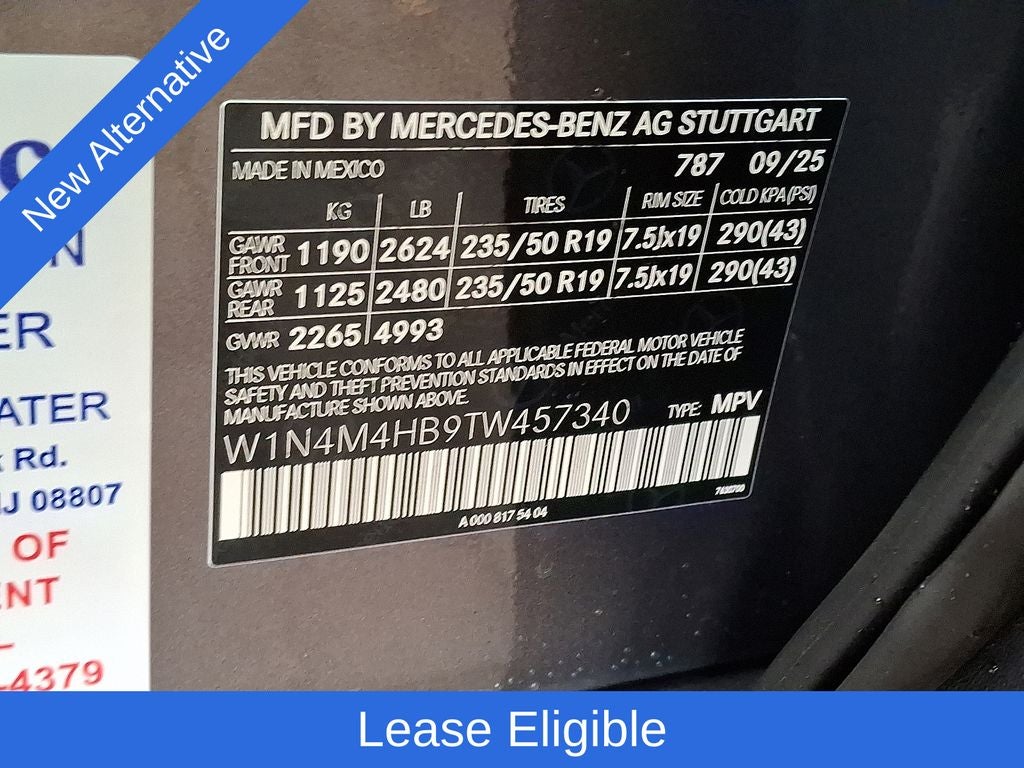 New Alternative
MFD BY MERCEDES-BENZ AG STUTTGART
MADE IN MEXICO 787 09/25
KG LB TIRES RIM SIZE COLD KPA(PSI)
GAWR FRONT 1190 2624 235/50 R19 7.5Jx19 290(43)
GAWR REAR 1125 2480 235/50 R19 7.5Jx19 290(43)
GVWR 2265 4993
THIS VEHICLE CONFORMS TO ALL APPLICABLE FEDERAL MOTOR VEHICLE
SAFETY AND THEFT PREVENTION STANDARDS IN EFFECT ON THE DATE OF
MANUFACTURE SHOWN ABOVE.
W1N4M4HB9TW457340 TYPE: MPV
A 000 817 54 04
ER
ATER
Rd.
NJ 08807
OF
ENT
-4379
Lease Eligible